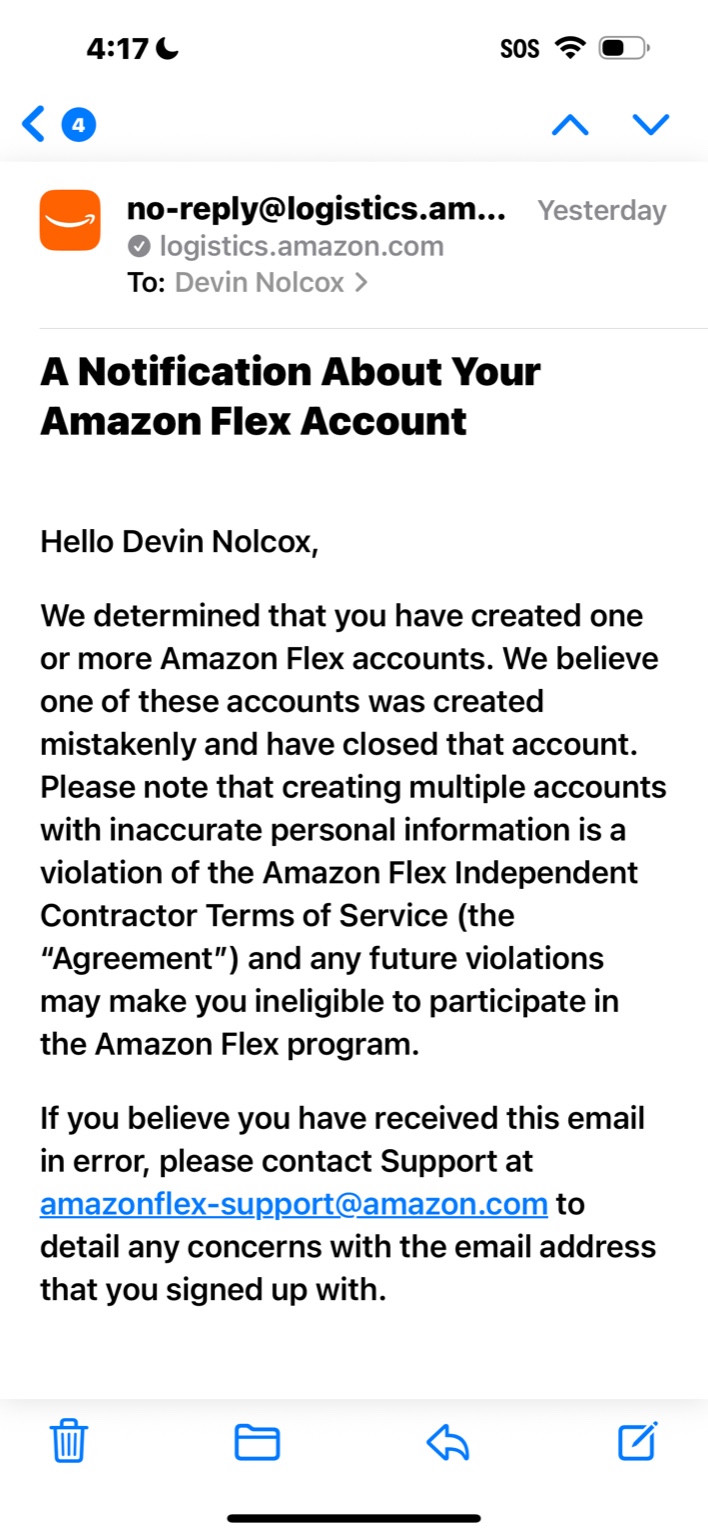 4:17
SOS
4
no-reply@logistics.am...
Yesterday
logistics.amazon.com
To: Devin Nolcox
A Notification About Your
Amazon Flex Account
Hello Devin Nolcox,
We determined that you have created one
or more Amazon Flex accounts. We believe
one of these accounts was created
mistakenly and have closed that account.
Please note that creating multiple accounts
with inaccurate personal information is a
violation of the Amazon Flex Independent
Contractor Terms of Service (the
“Agreement”) and any future violations
may make you ineligible to participate in
the Amazon Flex program.
If you believe you have received this email
in error, please contact Support at
amazonflex-support@amazon.com to
detail any concerns with the email address
that you signed up with.